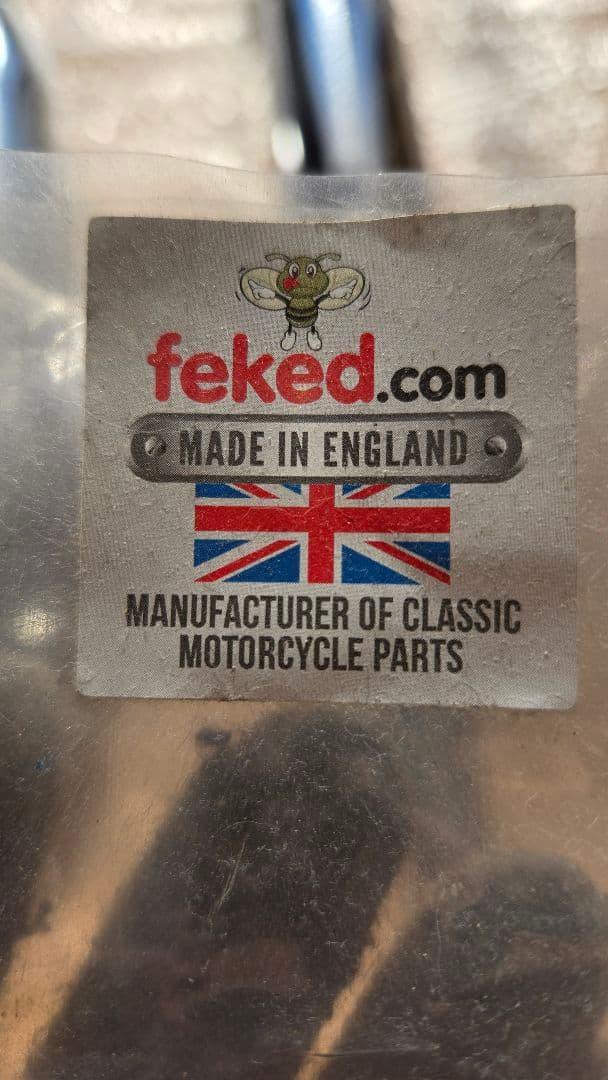 feked.com
MADE IN ENGLAND
MANUFACTURER OF CLASSIC
MOTORCYCLE PARTS